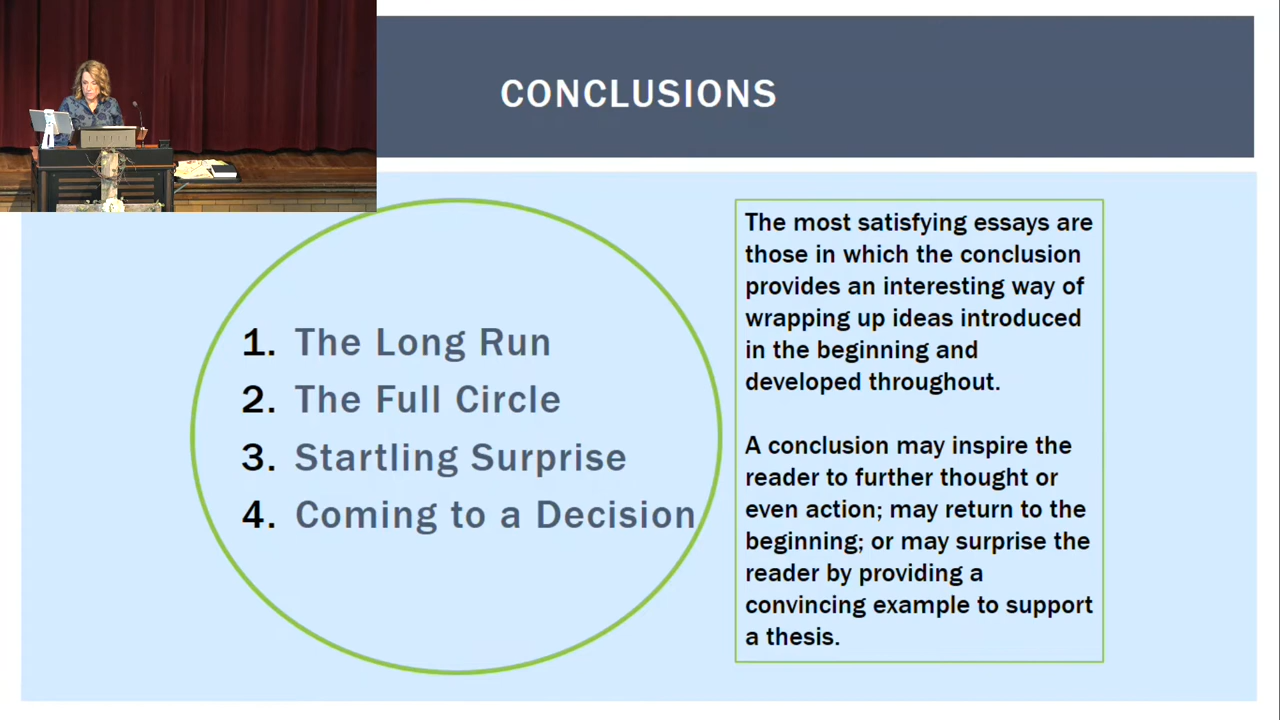 CONCLUSIONS
1. The Long Run
2. The Full Circle
3. Startling Surprise
4. Coming to a Decision
The most satisfying essays are
those in which the conclusion
provides an interesting way of
wrapping up ideas introduced
in the beginning and
developed throughout.
A conclusion may inspire the
reader to further thought or
even action; may return to the
beginning; or may surprise the
reader by providing a
convincing example to support
a thesis.